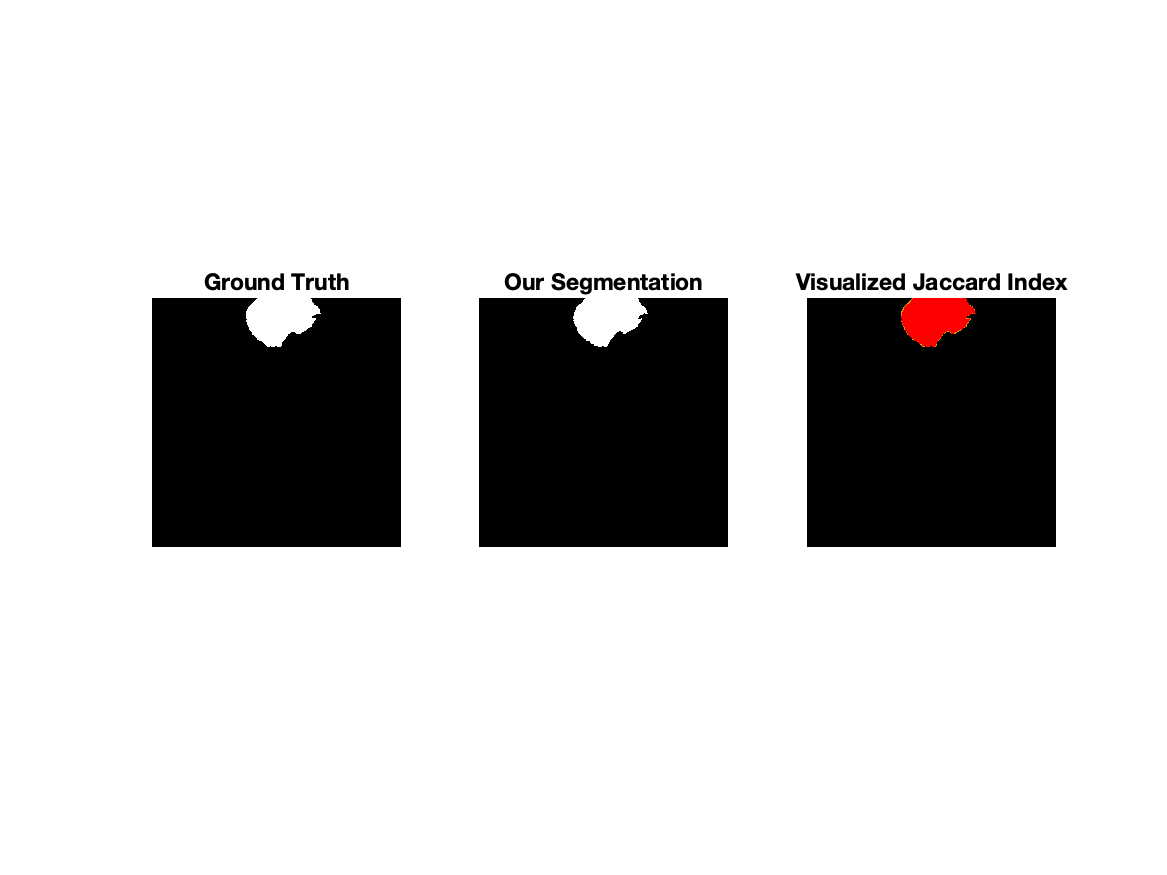 Ground Truth
Our Segmentation
Visualized Jaccard Index